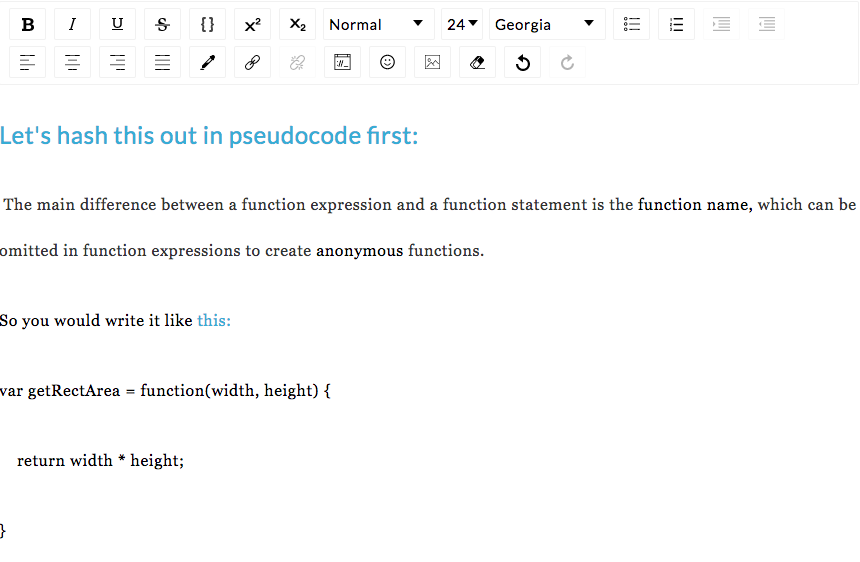 B I U S {} x² x₂ Normal 24 Georgia
Let's hash this out in pseudocode first:
The main difference between a function expression and a function statement is the function name, which can be
omitted in function expressions to create anonymous functions.
So you would write it like this:
var getRectArea = function(width, height) {
return width * height;
}